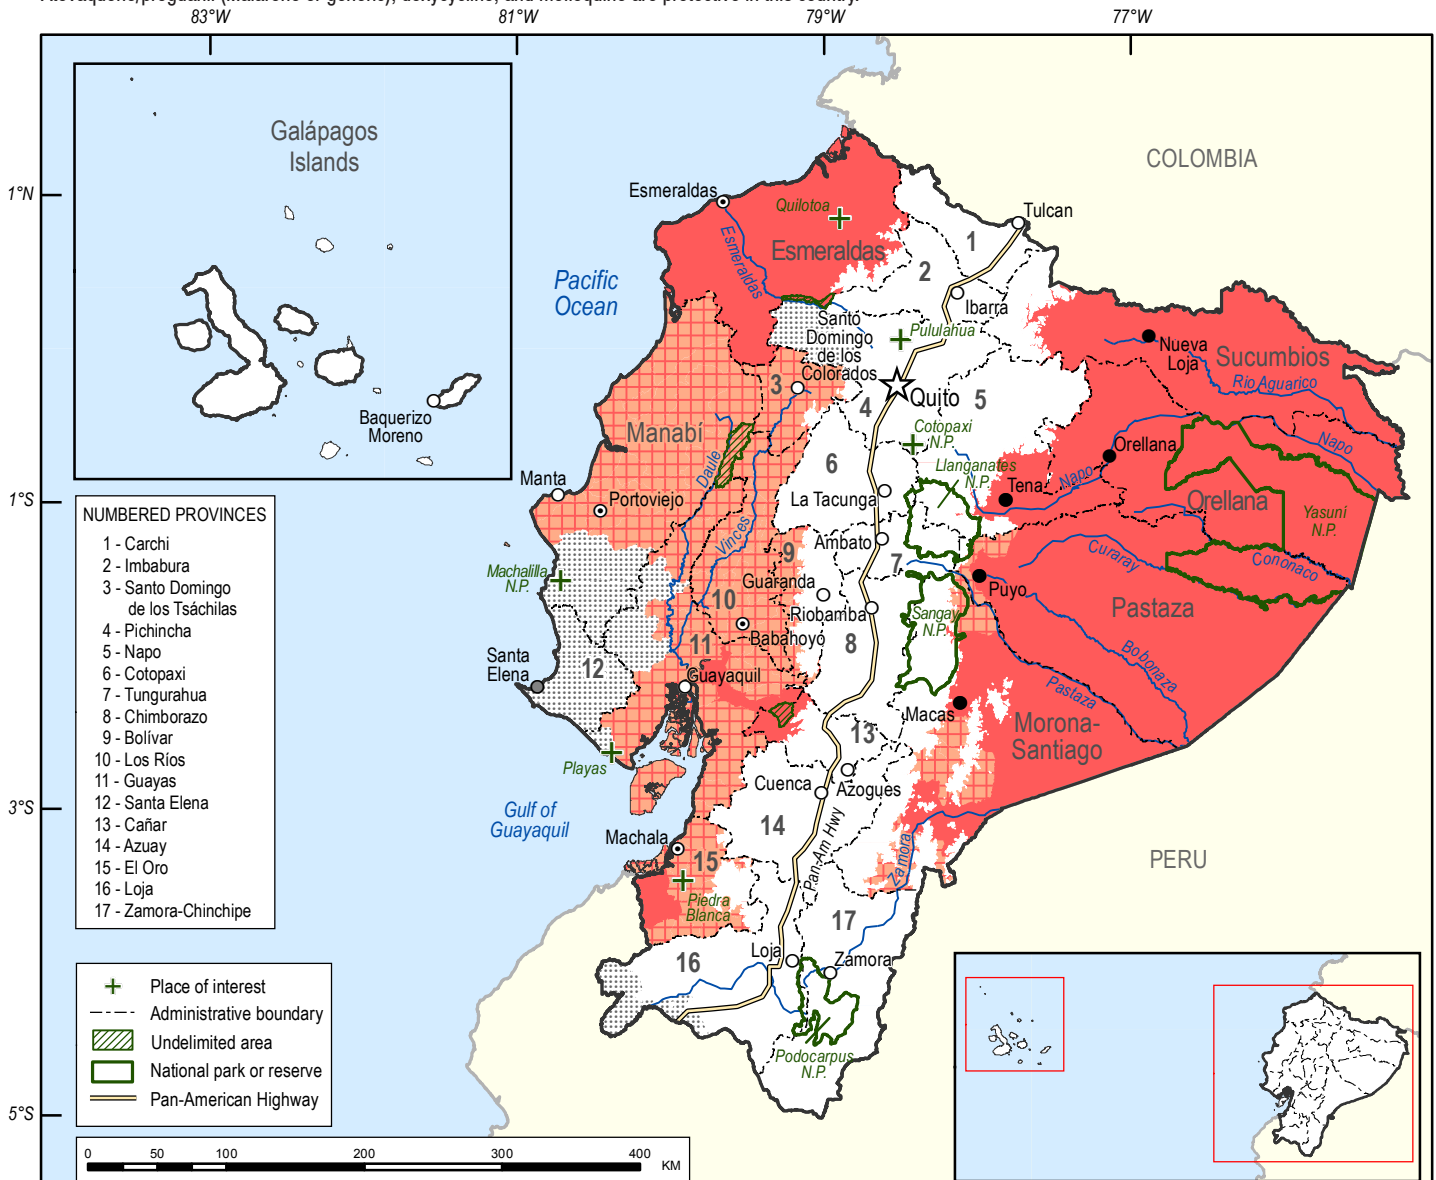 83°W
81°W
79°W
77°W
1°N
1°S
3°S
5°S
Galápagos
Islands
Baquerizo
Moreno
COLOMBIA
PERU
Pacific
Ocean
Gulf of
Guayaquil
Esmeraldas
Quilotoa
Esmeraldas
Esmeraldas
Tulcan
1
2
Ibarra
Pululahua
Santo
Domingo
de los
Colorados
3
Quito
4
5
Nueva
Loja
Sucumbios
Rio Aguarico
Manabí
Cotopaxi
N.P.
Llanganates
N.P.
6
La Tacunga
Tena
Napo
Orellana
Napo
Orellana
Yasuni
N.P.
Manta
Portoviejo
Daule
Vinces
Ambato
9
7
Machalilla
N.P.
Guaranda
Riobamba
10
Babahoyo
Puyo
Curaray
Cononaco
Pastaza
Sangay
N.P.
8
11
12
Santa
Elena
Guayaquil
Bobonaza
Pastaza
Macas
Morona-
Santiago
13
Playas
Cuenca
Azogues
14
Pan-Am Hwy
Machala
15
Piedra
Blanca
Zamora
17
16
Loja
Zamora
Podocarpus
N.P.
NUMBERED PROVINCES
1 - Carchi
2 - Imbabura
3 - Santo Domingo
de los Tsáchilas
4 - Pichincha
5 - Napo
6 - Cotopaxi
7 - Tungurahua
8 - Chimborazo
9 - Bolívar
10 - Los Ríos
11 - Guayas
12 - Santa Elena
13 - Cañar
14 - Azuay
15 - El Oro
16 - Loja
17 - Zamora-Chinchipe
Place of interest
Administrative boundary
Undelimited area
National park or reserve
Pan-American Highway
0 50 100 200 300 400 KM